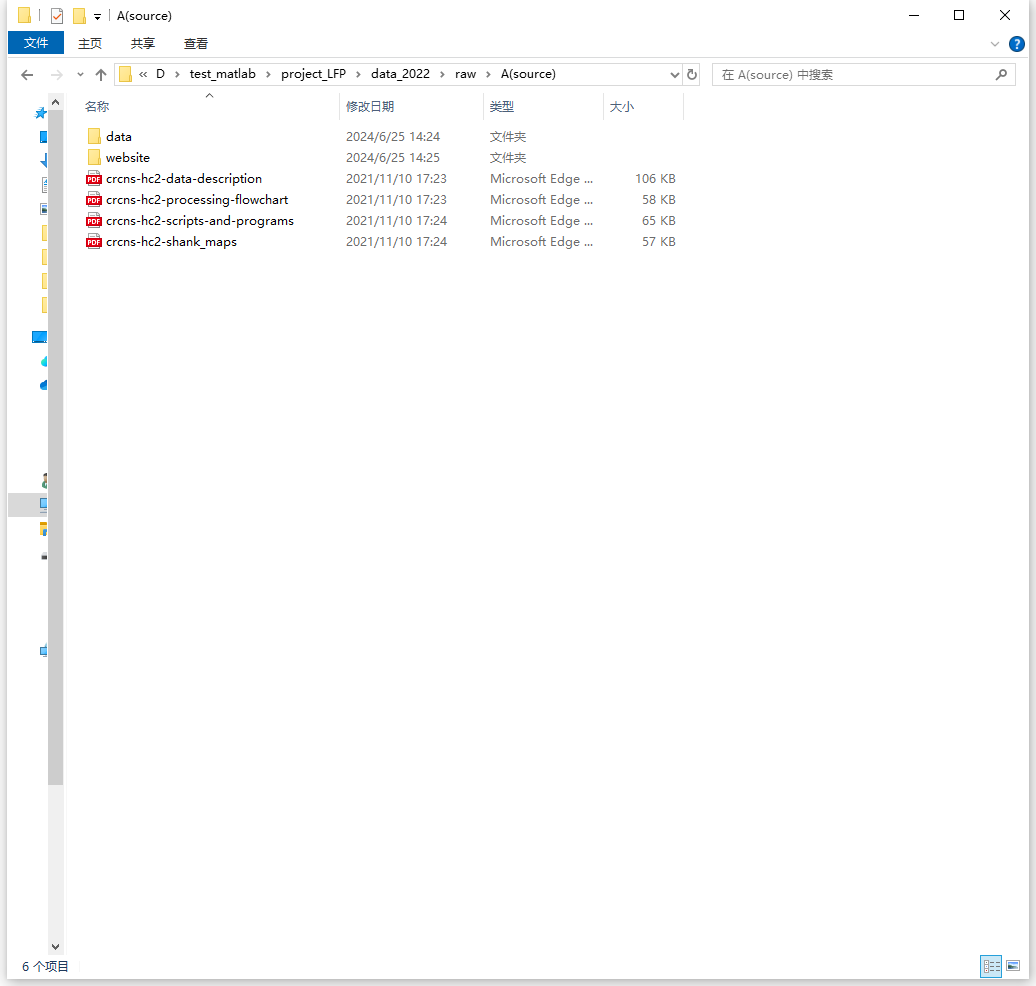 A(source)
文件 主页 共享 查看
« D › test_matlab › project_LFP › data_2022 › raw › A(source) 在 A(source) 中搜索
名称 修改日期 类型 大小
data 2024/6/25 14:24 文件夹
website 2024/6/25 14:25 文件夹
PDF crcns-hc2-data-description 2021/11/10 17:23 Microsoft Edge ... 106 KB
PDF crcns-hc2-processing-flowchart 2021/11/10 17:23 Microsoft Edge ... 58 KB
PDF crcns-hc2-scripts-and-programs 2021/11/10 17:24 Microsoft Edge ... 65 KB
PDF crcns-hc2-shank_maps 2021/11/10 17:24 Microsoft Edge ... 57 KB
6 个项目